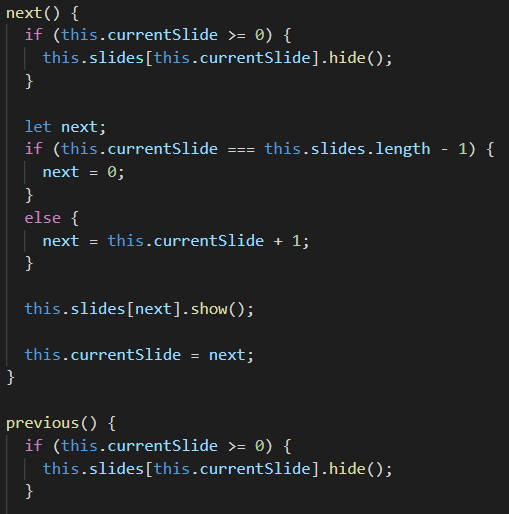 next() {
  if (this.currentSlide >= 0) {
    this.slides[this.currentSlide].hide();
  }

  let next;
  if (this.currentSlide === this.slides.length - 1) {
    next = 0;
  }
  else {
    next = this.currentSlide + 1;
  }

  this.slides[next].show();

  this.currentSlide = next;
}

previous() {
  if (this.currentSlide >= 0) {
    this.slides[this.currentSlide].hide();
  }